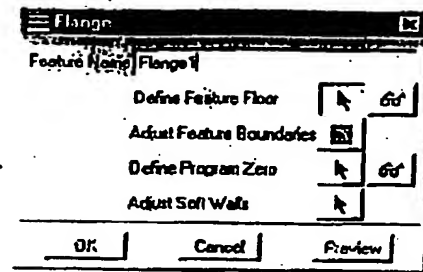 Flange
Feature Name Flange1
Define Feature Floor
Adjust Feature Boundaries
Define Program Zero
Adjust Soft Walls
OK Cancel Preview